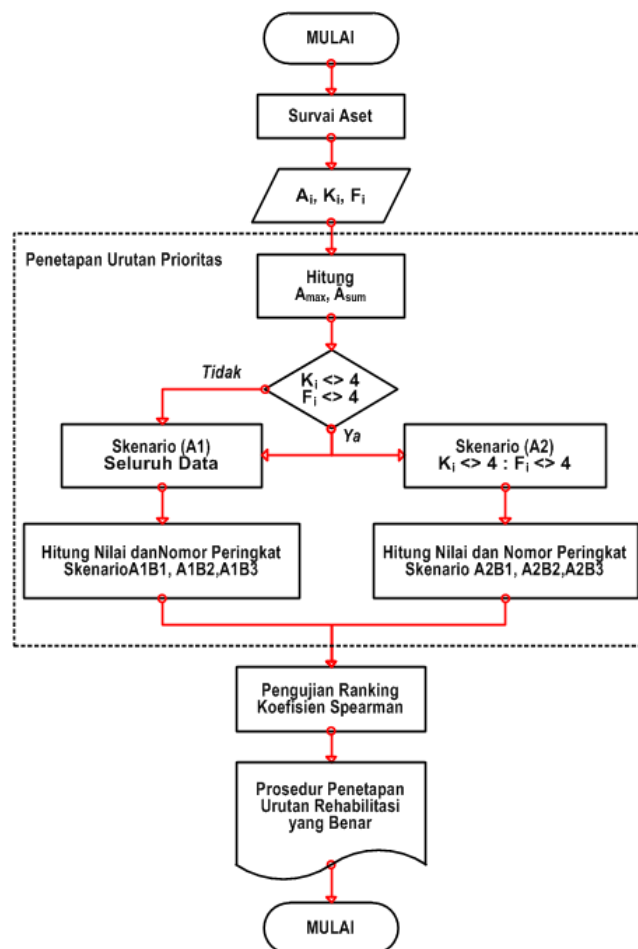 MULAI
Survai Aset
Ai, Ki, Fi
Penetapan Urutan Prioritas
Hitung
Amax, Asum
Tidak
Ki <> 4
Fi <> 4
Ya
Skenario (A1)
Seluruh Data
Skenario (A2)
Ki <> 4 : Fi <> 4
Hitung Nilai danNomor Peringkat
SkenarioA1B1, A1B2,A1B3
Hitung Nilai dan Nomor Peringkat
Skenario A2B1, A2B2,A2B3
Pengujian Ranking
Koefisien Spearman
Prosedur Penetapan
Urutan Rehabilitasi
yang Benar
MULAI